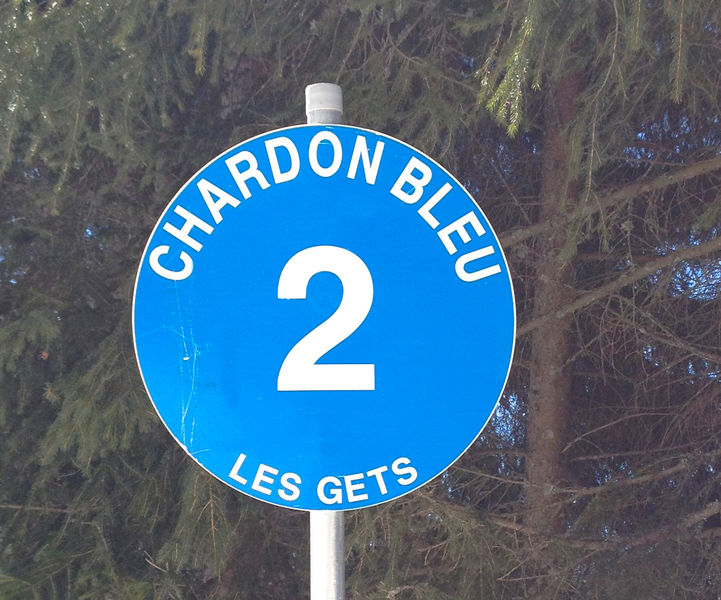 CHARDON BLEU
2
LES GETS